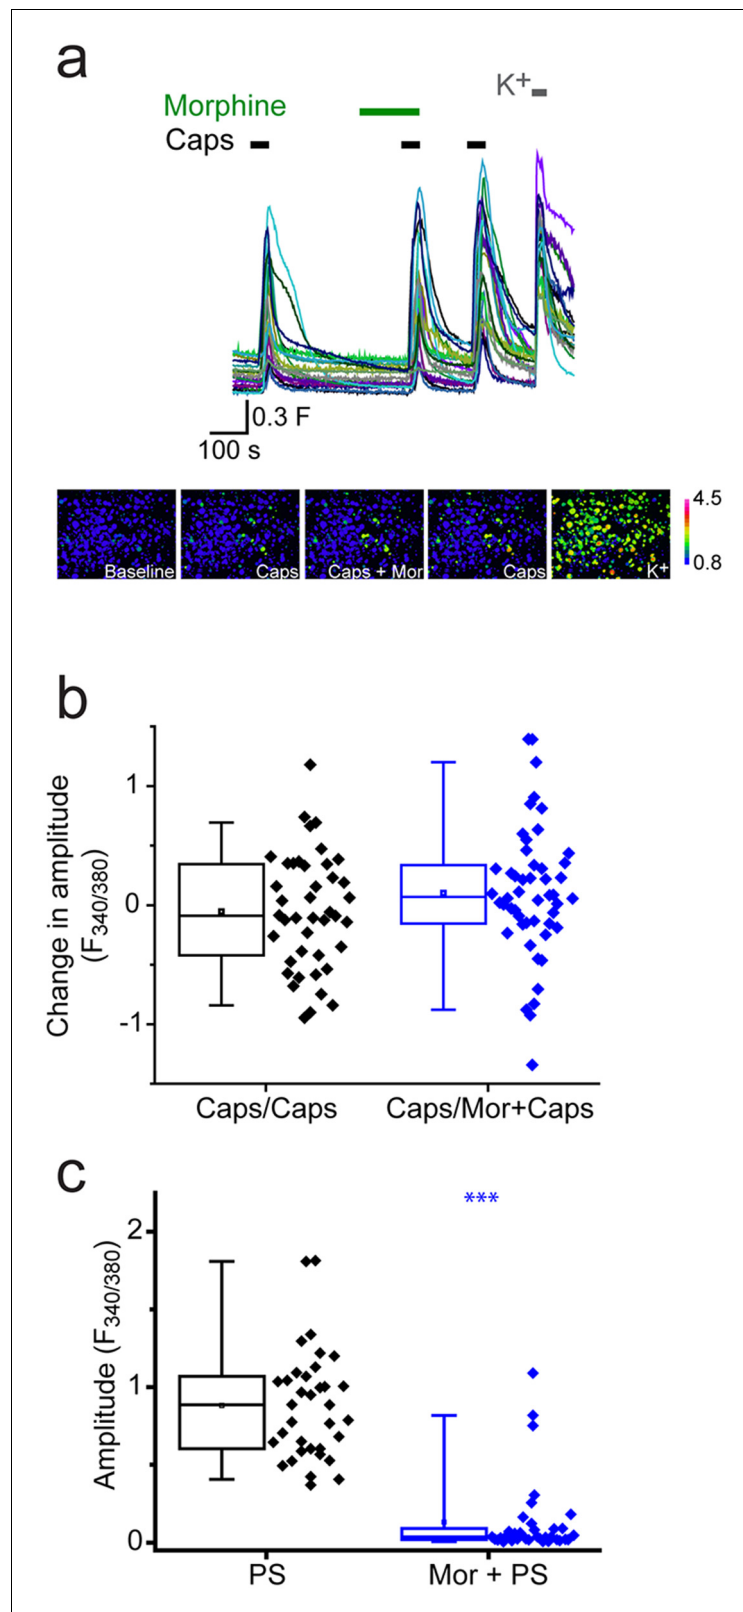 a
K+
Morphine
Caps
0.3 F
100 s
Baseline
Caps
Caps + Mor
Caps
K+
4.5
0.8
b
Change in amplitude
(F340/380)
1
0
-1
Caps/Caps
Caps/Mor+Caps
c
***
Amplitude (F340/380)
2
1
0
PS
Mor + PS